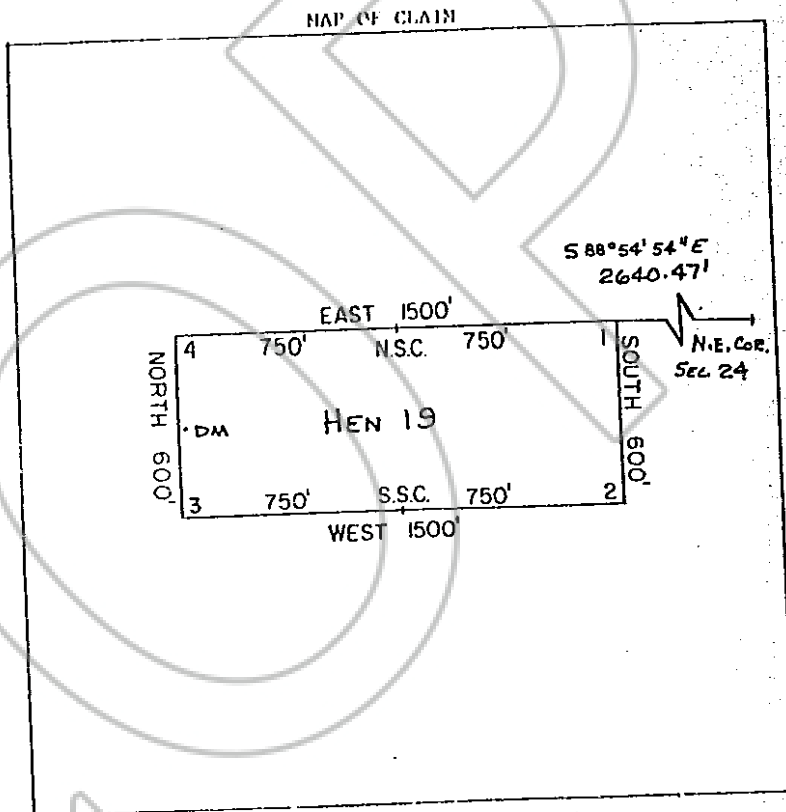 MAP OF CLAIM
S 88°54'54"E
2640.47'
EAST 1500'
4 750' N.S.C. 750' 1
N.E. COR.
SEC. 24
NORTH 600'
SOUTH 600'
DM
HEN 19
3 750' S.S.C. 750' 2
WEST 1500'